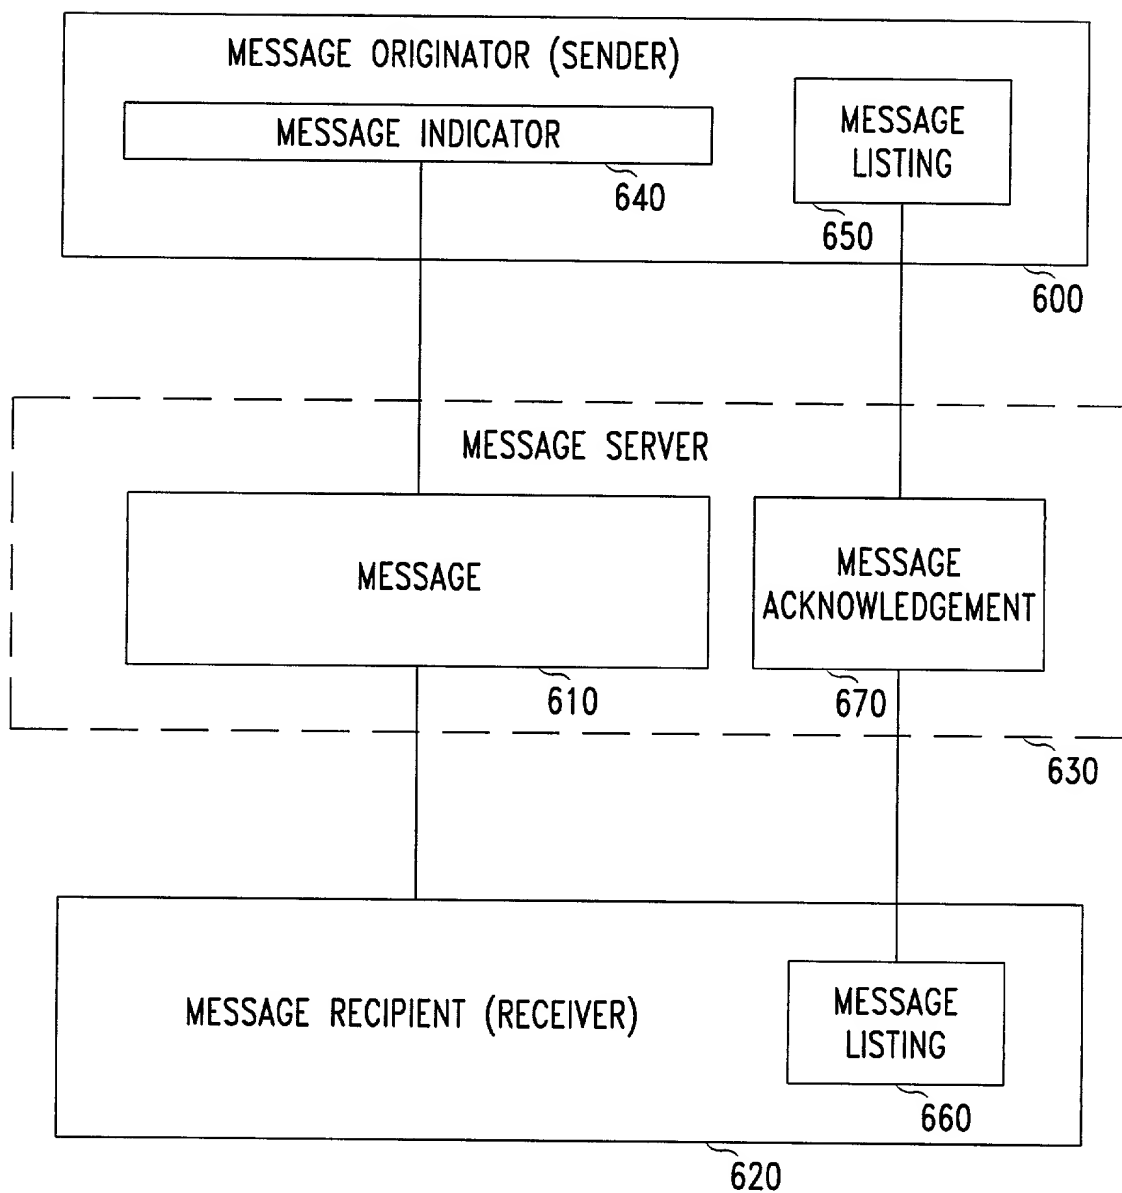 MESSAGE ORIGINATOR (SENDER)
MESSAGE INDICATOR
640
MESSAGE
LISTING
650
600
MESSAGE SERVER
MESSAGE
610
MESSAGE
ACKNOWLEDGEMENT
670
630
MESSAGE RECIPIENT (RECEIVER)
MESSAGE
LISTING
660
620